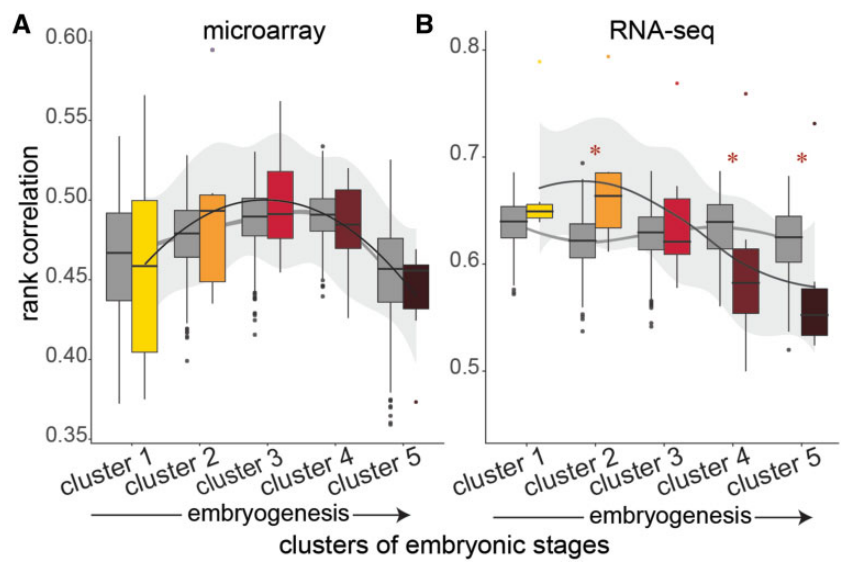 A
microarray
B
RNA-seq
rank correlation
0.60
0.55
0.50
0.45
0.40
0.35
0.8
0.7
0.6
0.5
*
*
*
cluster 1
cluster 2
cluster 3
cluster 4
cluster 5
cluster 1
cluster 2
cluster 3
cluster 4
cluster 5
embryogenesis
embryogenesis
clusters of embryonic stages